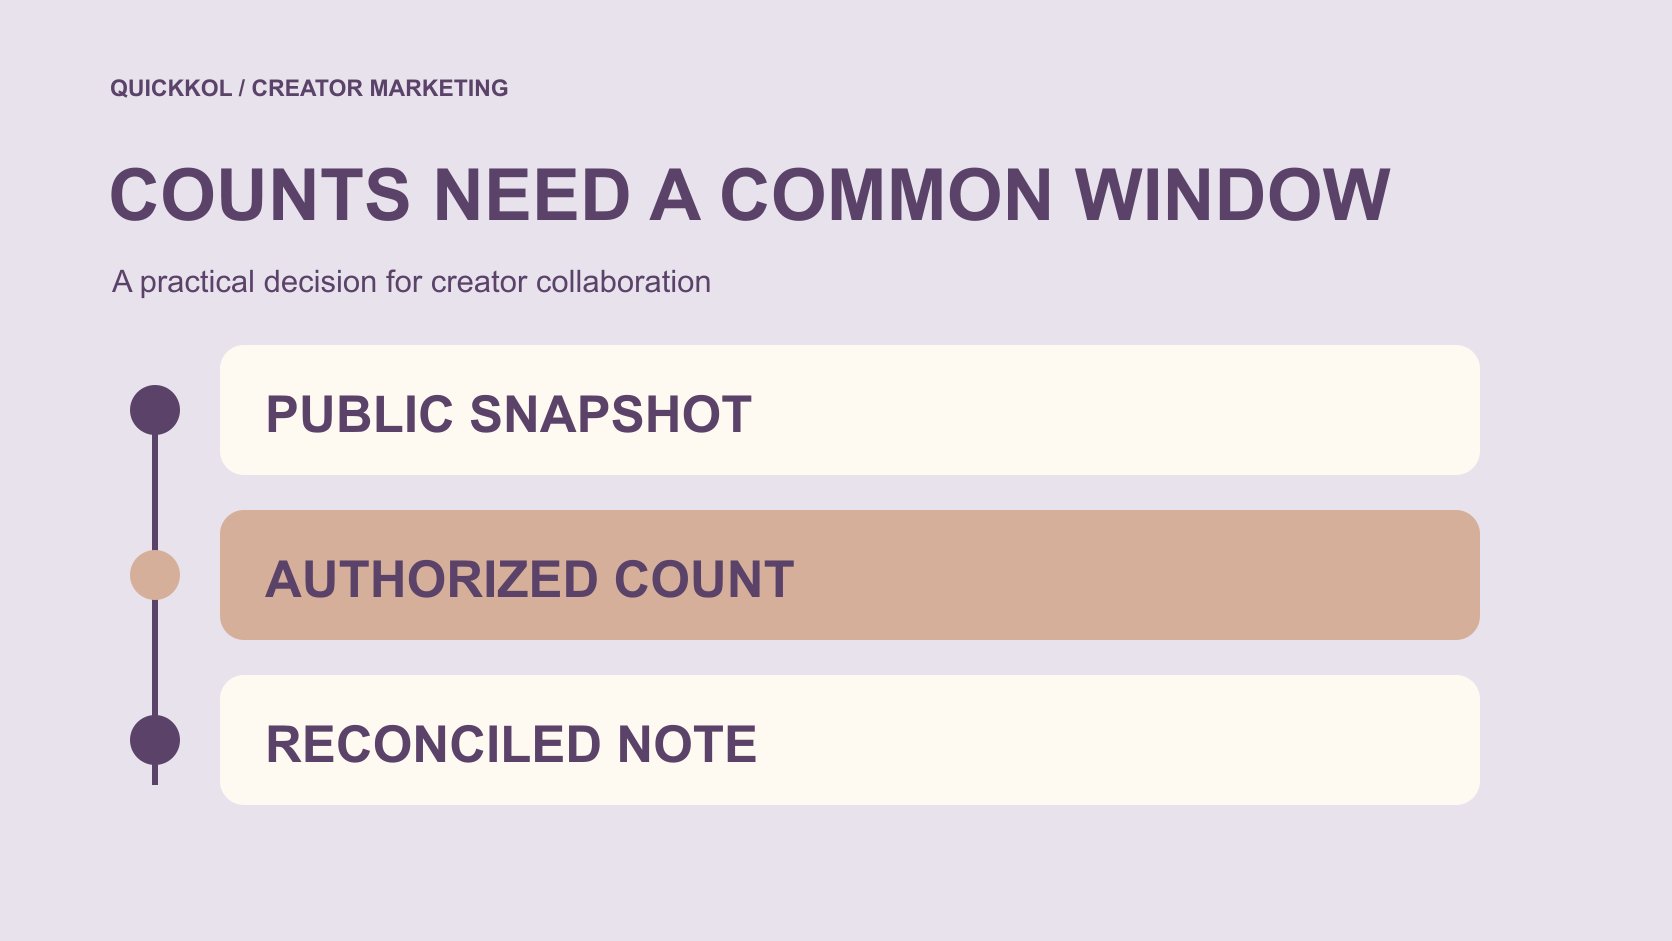 QUICKKOL / CREATOR MARKETING
COUNTS NEED A COMMON WINDOW
A practical decision for creator collaboration
PUBLIC SNAPSHOT
AUTHORIZED COUNT
RECONCILED NOTE